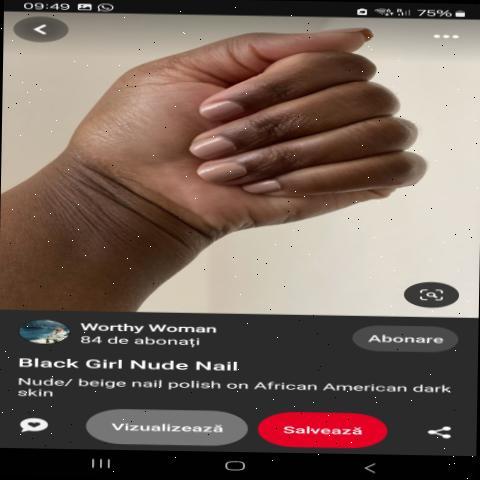 09:49
75%
Worthy Woman
84 de abonați
Abonare
Black Girl Nude Nail
Nude/ beige nail polish on African American dark
skin
Vizualizează
Salvează